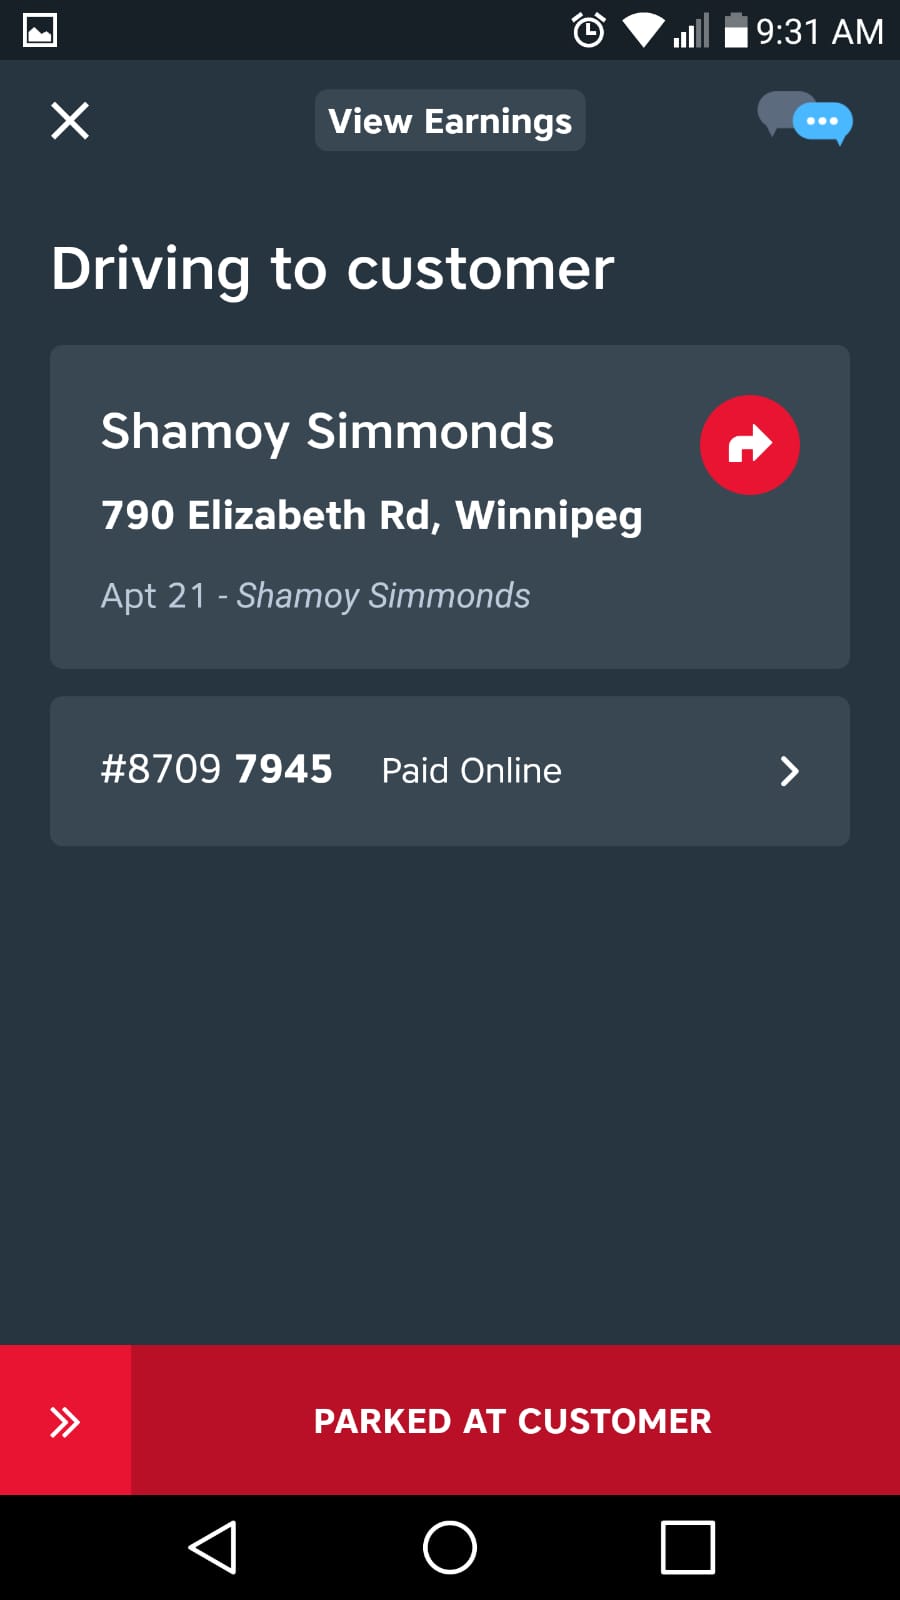 9:31 AM
View Earnings
Driving to customer
Shamoy Simmonds
790 Elizabeth Rd, Winnipeg
Apt 21 - Shamoy Simmonds
#8709 7945 Paid Online
PARKED AT CUSTOMER